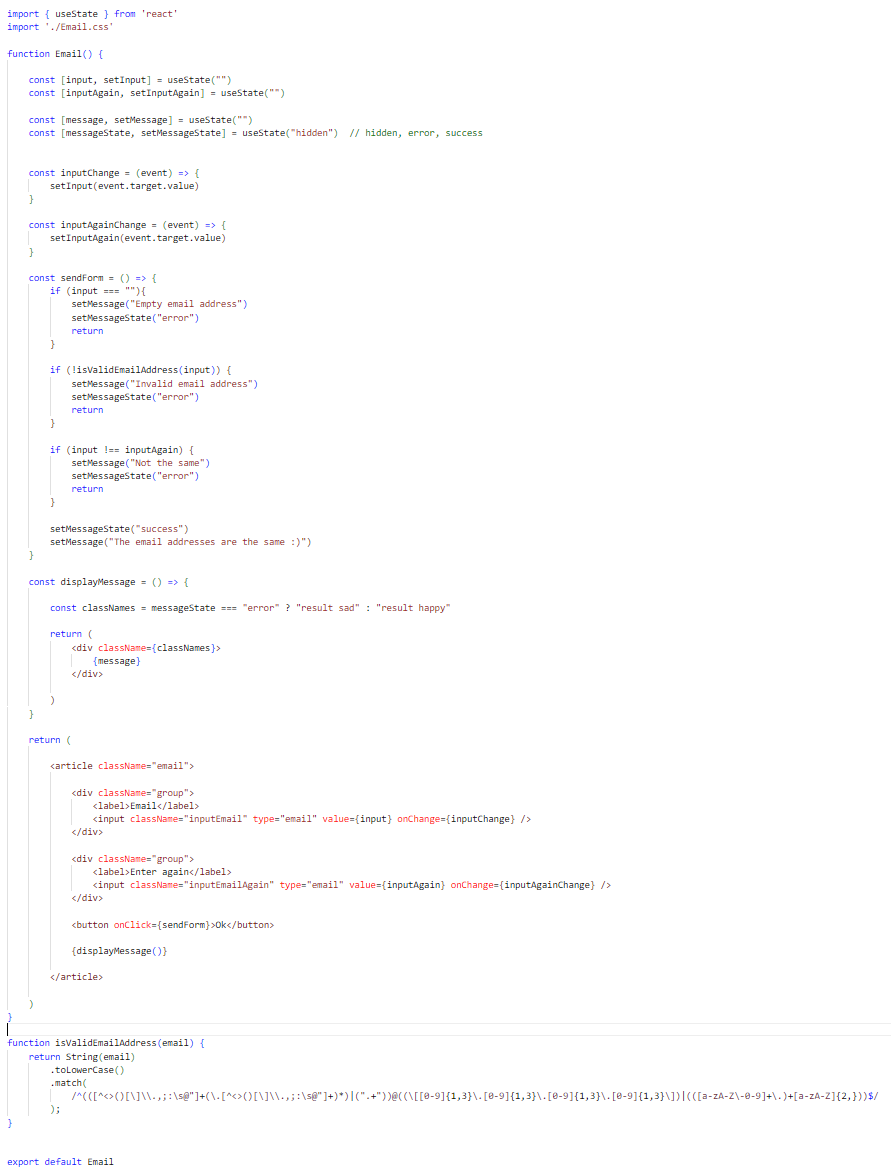 import { useState } from 'react'
import './Email.css'
function Email() {
const [input, setInput] = useState("")
const [inputAgain, setInputAgain] = useState("")
const [message, setMessage] = useState("")
const [messageState, setMessageState] = useState("hidden")  // hidden, error, success
const inputChange = (event) => {
setInput(event.target.value)
}
const inputAgainChange = (event) => {
setInputAgain(event.target.value)
}
const sendForm = () => {
if (input === ""){
setMessage("Empty email address")
setMessageState("error")
return
}
if (!isValidEmailAddress(input)) {
setMessage("Invalid email address")
setMessageState("error")
return
}
if (input !== inputAgain) {
setMessage("Not the same")
setMessageState("error")
return
}
setMessageState("success")
setMessage("The email addresses are the same :)")
}
const displayMessage = () => {
const classNames = messageState === "error" ? "result sad" : "result happy"
return (
<div className={classNames}>
{message}
</div>
)
}
return (
<article className="email">
<div className="group">
<label>Email</label>
<input className="inputEmail" type="email" value={input} onChange={inputChange} />
</div>
<div className="group">
<label>Enter again</label>
<input className="inputEmailAgain" type="email" value={inputAgain} onChange={inputAgainChange} />
</div>
<button onClick={sendForm}>Ok</button>
{displayMessage()}
</article>
)
}
function isValidEmailAddress(email) {
return String(email)
.toLowerCase()
.match(
/^(([^<>()[\]\\.,;:\s@"]+(\.[^<>()[\]\\.,;:\s@"]+)*)|(".+"))@((\[[0-9]{1,3}\.[0-9]{1,3}\.[0-9]{1,3}\.[0-9]{1,3}\])|(([a-zA-Z\-0-9]+\.)+[a-zA-Z]{2,}))$/
);
}
export default Email